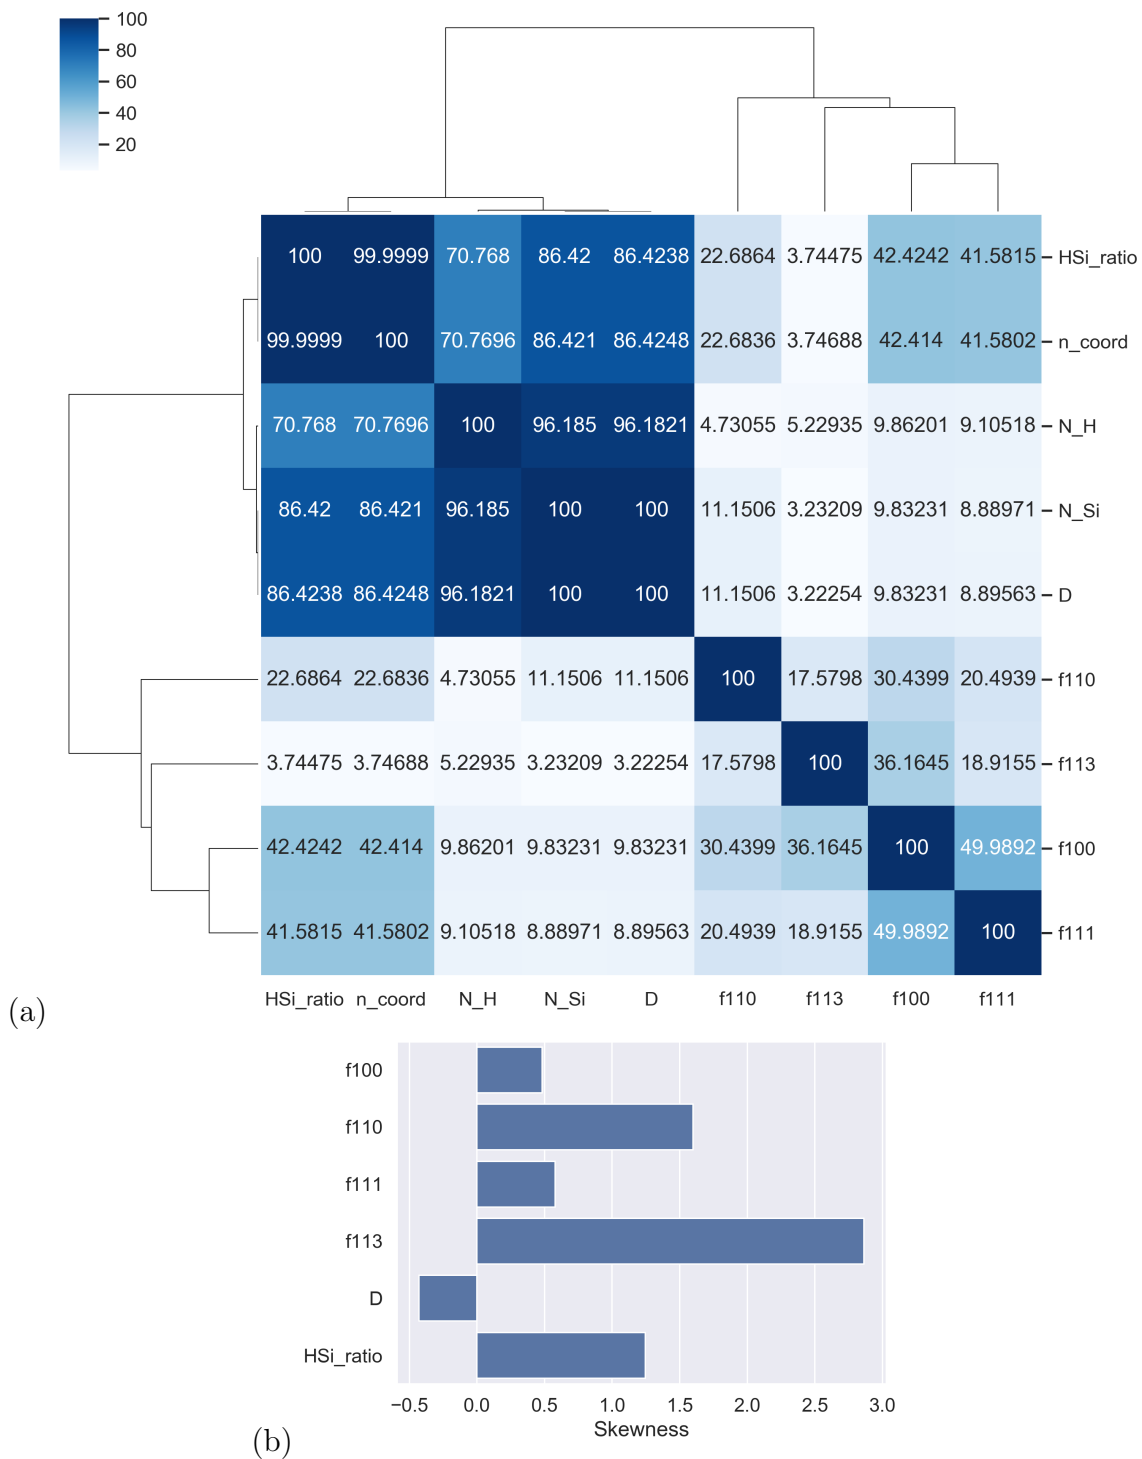 100
80
60
40
20
100 99.9999 70.768 86.42 86.4238 22.6864 3.74475 42.4242 41.5815 HSi_ratio
99.9999 100 70.7696 86.421 86.4248 22.6836 3.74688 42.414 41.5802 n_coord
70.768 70.7696 100 96.185 96.1821 4.73055 5.22935 9.86201 9.10518 N_H
86.42 86.421 96.185 100 100 11.1506 3.23209 9.83231 8.88971 N_Si
86.4238 86.4248 96.1821 100 100 11.1506 3.22254 9.83231 8.89563 D
22.6864 22.6836 4.73055 11.1506 11.1506 100 17.5798 30.4399 20.4939 f110
3.74475 3.74688 5.22935 3.23209 3.22254 17.5798 100 36.1645 18.9155 f113
42.4242 42.414 9.86201 9.83231 9.83231 30.4399 36.1645 100 49.9892 f100
41.5815 41.5802 9.10518 8.88971 8.89563 20.4939 18.9155 49.9892 100 f111
HSi_ratio n_coord N_H N_Si D f110 f113 f100 f111
(a)
f100
f110
f111
f113
D
HSi_ratio
−0.5 0.0 0.5 1.0 1.5 2.0 2.5 3.0
Skewness
(b)